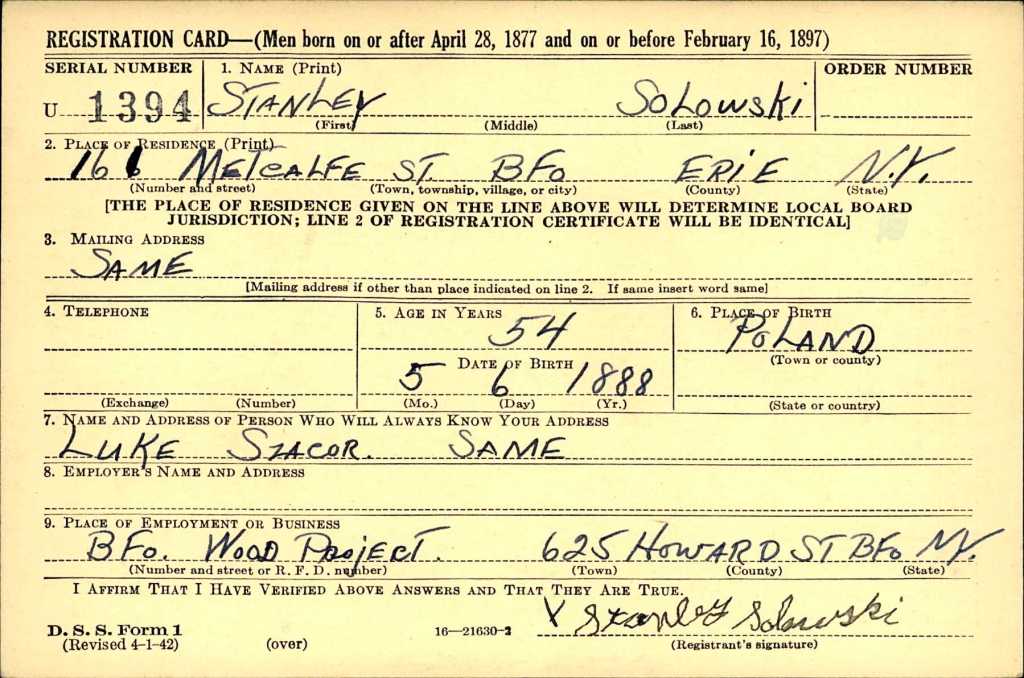 REGISTRATION CARD—(Men born on or after April 28, 1877 and on or before February 16, 1897)
SERIAL NUMBER 1. NAME (Print) ORDER NUMBER
U 1394 STANLEY SOLOWSKI
(First) (Middle) (Last)
2. PLACE OF RESIDENCE (Print)
161 METCALFE ST. BFO ERIE N.Y.
(Number and street) (Town, township, village, or city) (County) (State)
[THE PLACE OF RESIDENCE GIVEN ON THE LINE ABOVE WILL DETERMINE LOCAL BOARD
JURISDICTION; LINE 2 OF REGISTRATION CERTIFICATE WILL BE IDENTICAL]
3. MAILING ADDRESS
SAME
[Mailing address if other than place indicated on line 2. If same insert word same]
4. TELEPHONE 5. AGE IN YEARS 6. PLACE OF BIRTH
54 POLAND
DATE OF BIRTH (Town or county)
5 6 1888
(Exchange) (Number) (Mo.) (Day) (Yr.) (State or country)
7. NAME AND ADDRESS OF PERSON WHO WILL ALWAYS KNOW YOUR ADDRESS
LUKE SZACOR. SAME
8. EMPLOYER'S NAME AND ADDRESS
9. PLACE OF EMPLOYMENT OR BUSINESS
BFO. WOOD PROJECT. 625 HOWARD ST BFO NY.
(Number and street or R. F. D. number) (Town) (County) (State)
I AFFIRM THAT I HAVE VERIFIED ABOVE ANSWERS AND THAT THEY ARE TRUE.
X Stanley Solowski
D. S. S. Form 1 16—21630-2
(Revised 4-1-42) (over) (Registrant's signature)